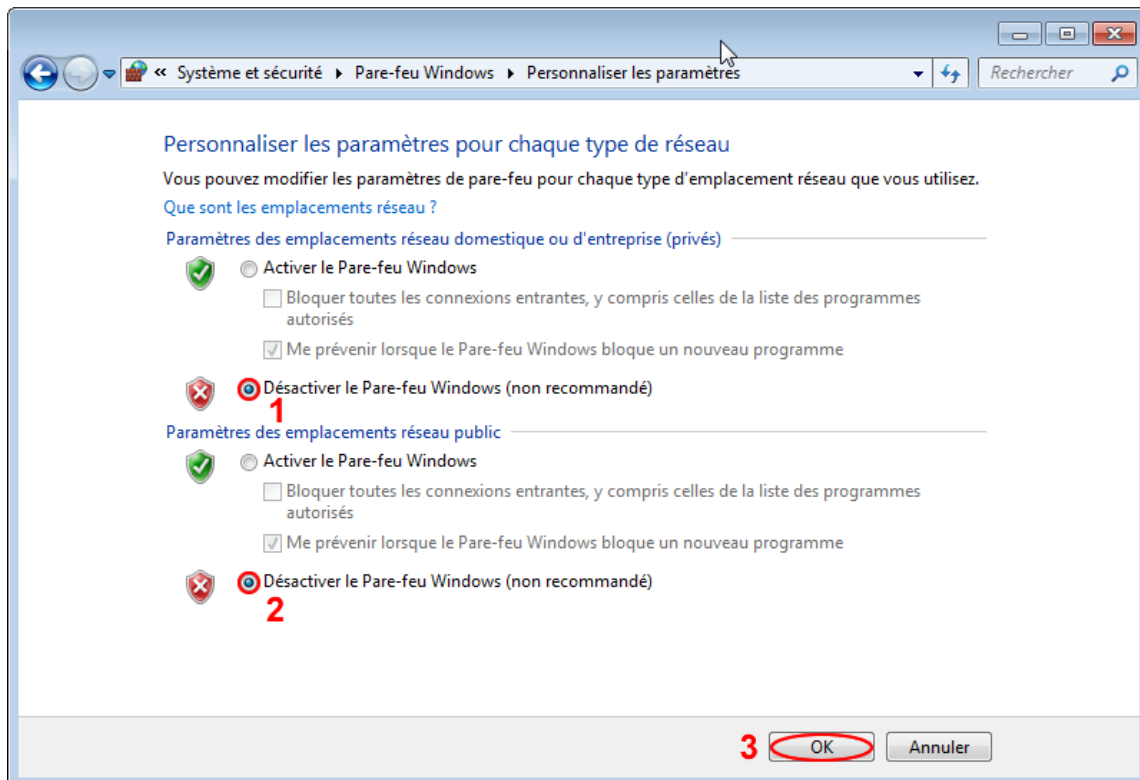 « Système et sécurité ▸ Pare-feu Windows ▸ Personnaliser les paramètres
Rechercher
Personnaliser les paramètres pour chaque type de réseau
Vous pouvez modifier les paramètres de pare-feu pour chaque type d'emplacement réseau que vous utilisez.
Que sont les emplacements réseau ?
Paramètres des emplacements réseau domestique ou d'entreprise (privés)
Activer le Pare-feu Windows
Bloquer toutes les connexions entrantes, y compris celles de la liste des programmes
autorisés
Me prévenir lorsque le Pare-feu Windows bloque un nouveau programme
Désactiver le Pare-feu Windows (non recommandé)
1
Paramètres des emplacements réseau public
Activer le Pare-feu Windows
Bloquer toutes les connexions entrantes, y compris celles de la liste des programmes
autorisés
Me prévenir lorsque le Pare-feu Windows bloque un nouveau programme
Désactiver le Pare-feu Windows (non recommandé)
2
3 OK Annuler